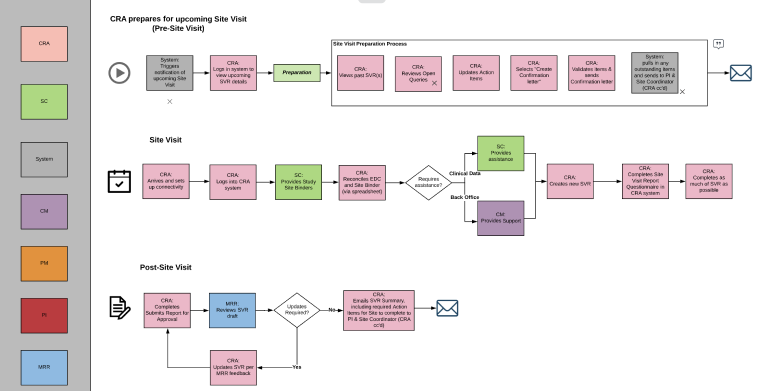 CRA
SC
System
CM
PM
PI
MRR
CRA prepares for upcoming Site Visit
(Pre-Site Visit)
System:
Triggers
notification of
upcoming Site
Visit
CRA:
Logs in system to
view upcoming
SVR details
Preparation
Site Visit Preparation Process
CRA:
Views past SVR(s)
CRA:
Reviews Open
Queries
CRA:
Updates Action
Items
CRA:
Selects "Create
Confirmation
letter"
CRA:
Validates items &
sends
Confirmation letter
System:
pulls in any
outstanding items
and sends to PI &
Site Coordinator
(CRA cc'd)
??
Site Visit
CRA:
Arrives and sets
up connectivity
CRA:
Logs into CRA
system
SC:
Provides Study
Site Binders
CRA:
Reconciles EDC
and Site Binder
(via spreadsheet)
Requires
assistance?
Clinical Data
Back Office
SC:
Provides
assistance
CM:
Provides Support
CRA:
Creates new SVR
CRA:
Completes Site
Visit Report
Questionnaire in
CRA system
CRA:
Completes as
much of SVR as
possible
Post-Site Visit
CRA:
Completes
Submits Report for
Approval
MRR:
Reviews SVR
draft
Updates
Required?
No
CRA:
Emails SVR Summary,
including required Action
Items for Site to complete to
PI & Site Coordinator (CRA
cc'd)
Yes
CRA:
Updates SVR per
MRR feedback